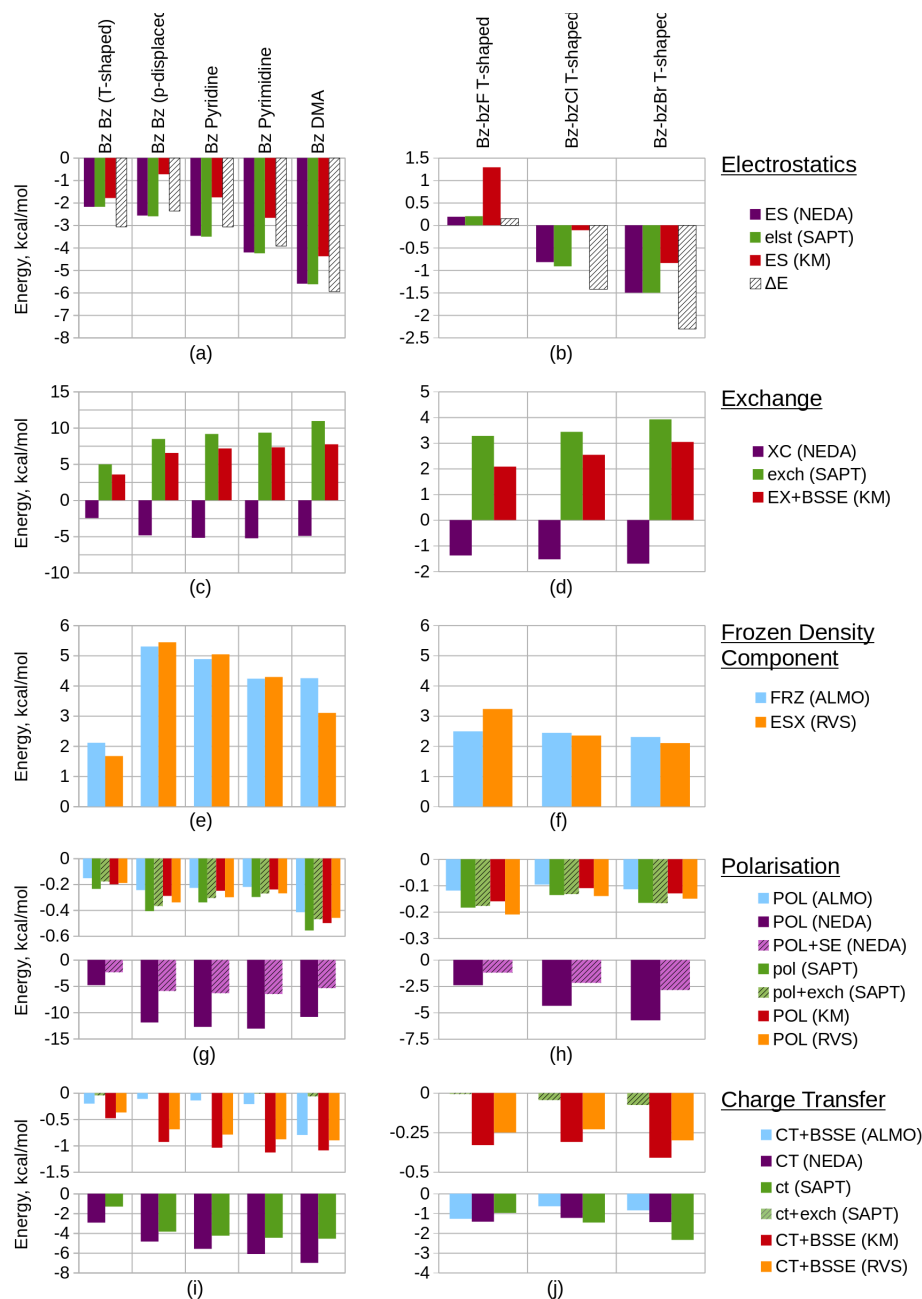 Bz Bz (T-shaped)
Bz Bz (p-displaced
Bz Pyridine
Bz Pyrimidine
Bz DMA
Bz-bzF T-shaped
Bz-bzCl T-shaped
Bz-bzBr T-shaped
Energy, kcal/mol
0
-1
-2
-3
-4
-5
-6
-7
-8
(a)
1.5
1
0.5
0
-0.5
-1
-1.5
-2
-2.5
(b)
Electrostatics
ES (NEDA)
elst (SAPT)
ES (KM)
ΔE
Energy, kcal/mol
15
10
5
0
-5
-10
(c)
5
4
3
2
1
0
-1
-2
(d)
Exchange
XC (NEDA)
exch (SAPT)
EX+BSSE (KM)
Energy, kcal/mol
6
5
4
3
2
1
0
(e)
6
5
4
3
2
1
0
(f)
Frozen Density
Component
FRZ (ALMO)
ESX (RVS)
Energy, kcal/mol
0
-0.2
-0.4
-0.6
0
-5
-10
-15
(g)
0
-0.1
-0.2
-0.3
0
-2.5
-5
-7.5
(h)
Polarisation
POL (ALMO)
POL (NEDA)
POL+SE (NEDA)
pol (SAPT)
pol+exch (SAPT)
POL (KM)
POL (RVS)
Energy, kcal/mol
0
-0.5
-1
-1.5
0
-2
-4
-6
-8
(i)
0
-0.25
-0.5
0
-1
-2
-3
-4
(j)
Charge Transfer
CT+BSSE (ALMO)
CT (NEDA)
ct (SAPT)
ct+exch (SAPT)
CT+BSSE (KM)
CT+BSSE (RVS)